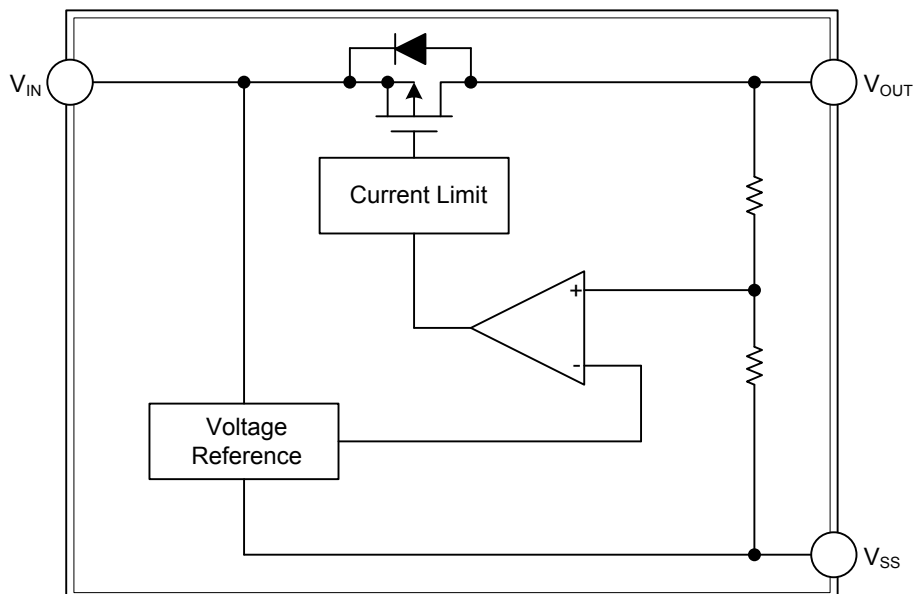 V_IN
V_OUT
Current Limit
+
-
Voltage
Reference
V_SS